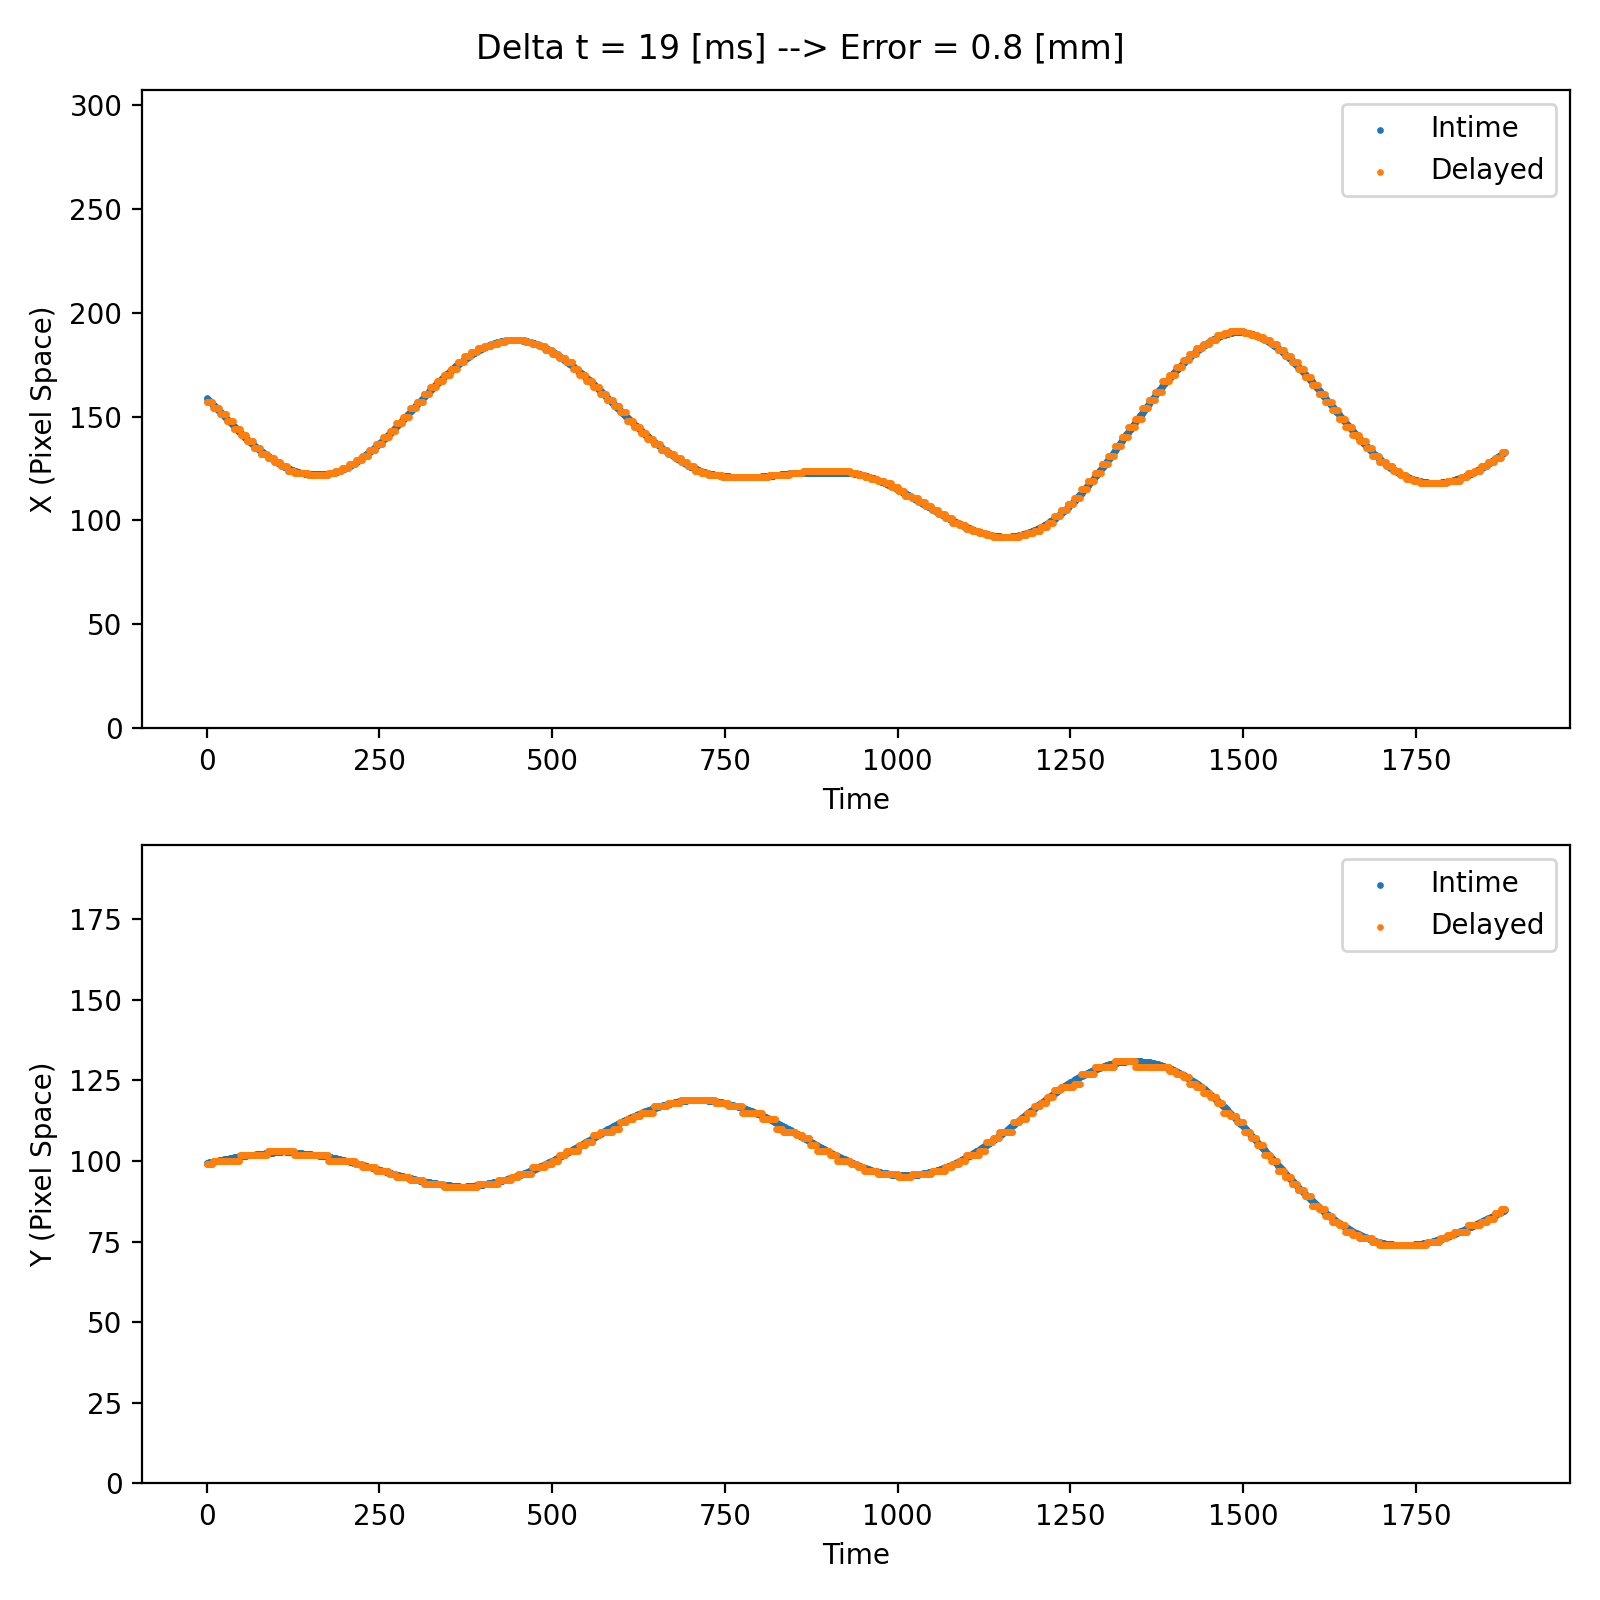 Delta t = 19 [ms] --> Error = 0.8 [mm]
300
250
200
150
100
50
0
X (Pixel Space)
Intime
Delayed
0 250 500 750 1000 1250 1500 1750
Time
175
150
125
100
75
50
25
0
Y (Pixel Space)
Intime
Delayed
0 250 500 750 1000 1250 1500 1750
Time